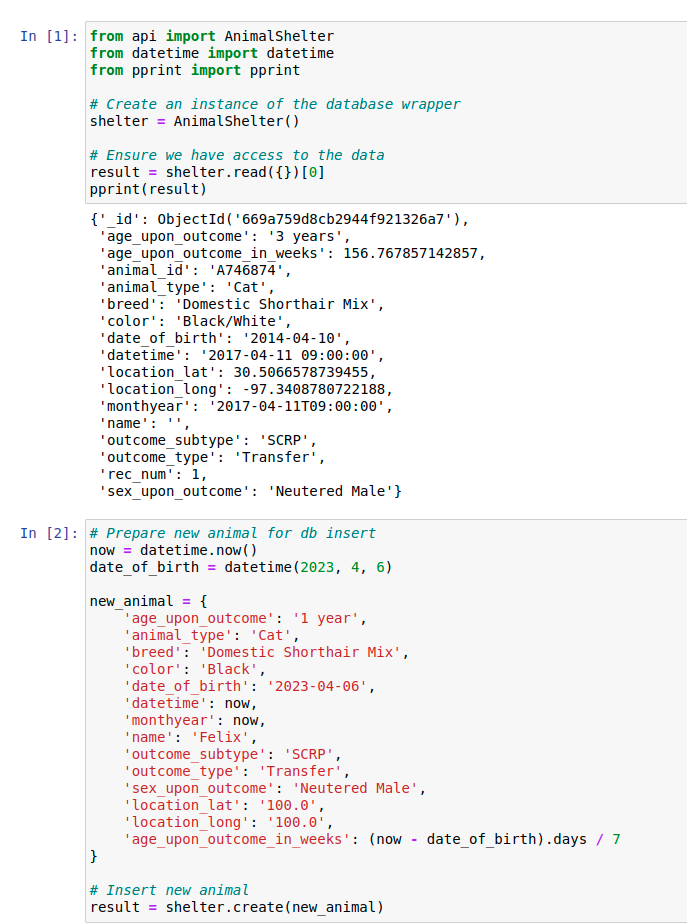 In [1]: from api import AnimalShelter
from datetime import datetime
from pprint import pprint
# Create an instance of the database wrapper
shelter = AnimalShelter()
# Ensure we have access to the data
result = shelter.read({})[0]
pprint(result)
{'_id': ObjectId('669a759d8cb2944f921326a7'),
'age_upon_outcome': '3 years',
'age_upon_outcome_in_weeks': 156.767857142857,
'animal_id': 'A746874',
'animal_type': 'Cat',
'breed': 'Domestic Shorthair Mix',
'color': 'Black/White',
'date_of_birth': '2014-04-10',
'datetime': '2017-04-11 09:00:00',
'location_lat': 30.5066578739455,
'location_long': -97.3408780722188,
'monthyear': '2017-04-11T09:00:00',
'name': '',
'outcome_subtype': 'SCRP',
'outcome_type': 'Transfer',
'rec_num': 1,
'sex_upon_outcome': 'Neutered Male'}
In [2]: # Prepare new animal for db insert
now = datetime.now()
date_of_birth = datetime(2023, 4, 6)
new_animal = {
'age_upon_outcome': '1 year',
'animal_type': 'Cat',
'breed': 'Domestic Shorthair Mix',
'color': 'Black',
'date_of_birth': '2023-04-06',
'datetime': now,
'monthyear': now,
'name': 'Felix',
'outcome_subtype': 'SCRP',
'outcome_type': 'Transfer',
'sex_upon_outcome': 'Neutered Male',
'location_lat': '100.0',
'location_long': '100.0',
'age_upon_outcome_in_weeks': (now - date_of_birth).days / 7
}
# Insert new animal
result = shelter.create(new_animal)